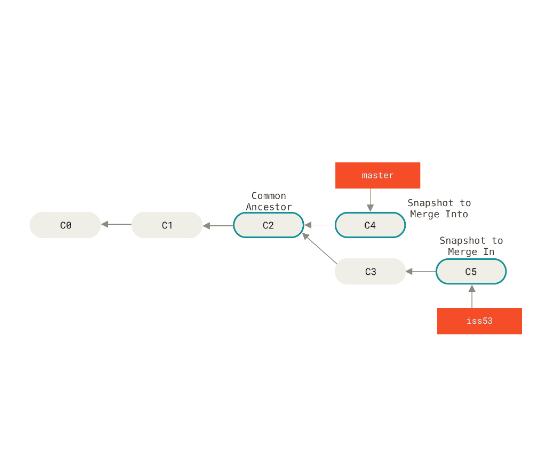 master
Common
Ancestor
Snapshot to
Merge Into
C0
C1
C2
C4
Snapshot to
Merge In
C3
C5
iss53